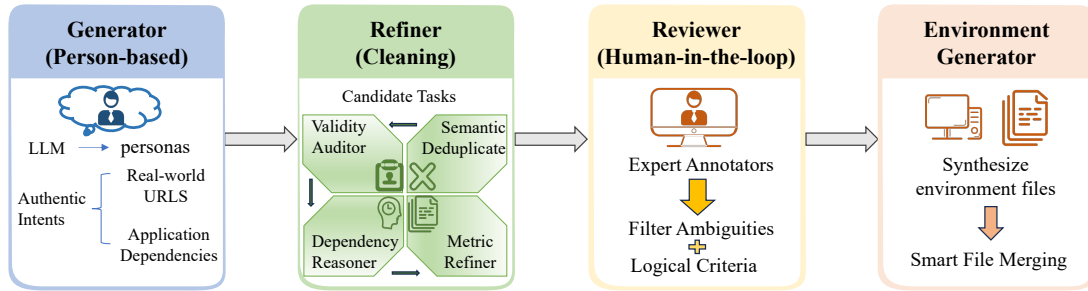 Generator
(Person-based)
LLM
personas
Authentic
Intents
Real-world
URLS
Application
Dependencies
Refiner
(Cleaning)
Candidate Tasks
Validity
Auditor
Semantic
Deduplicate
Dependency
Reasoner
Metric
Refiner
Reviewer
(Human-in-the-loop)
Expert Annotators
Filter Ambiguities
Logical Criteria
Environment
Generator
Synthesize
environment files
Smart File Merging